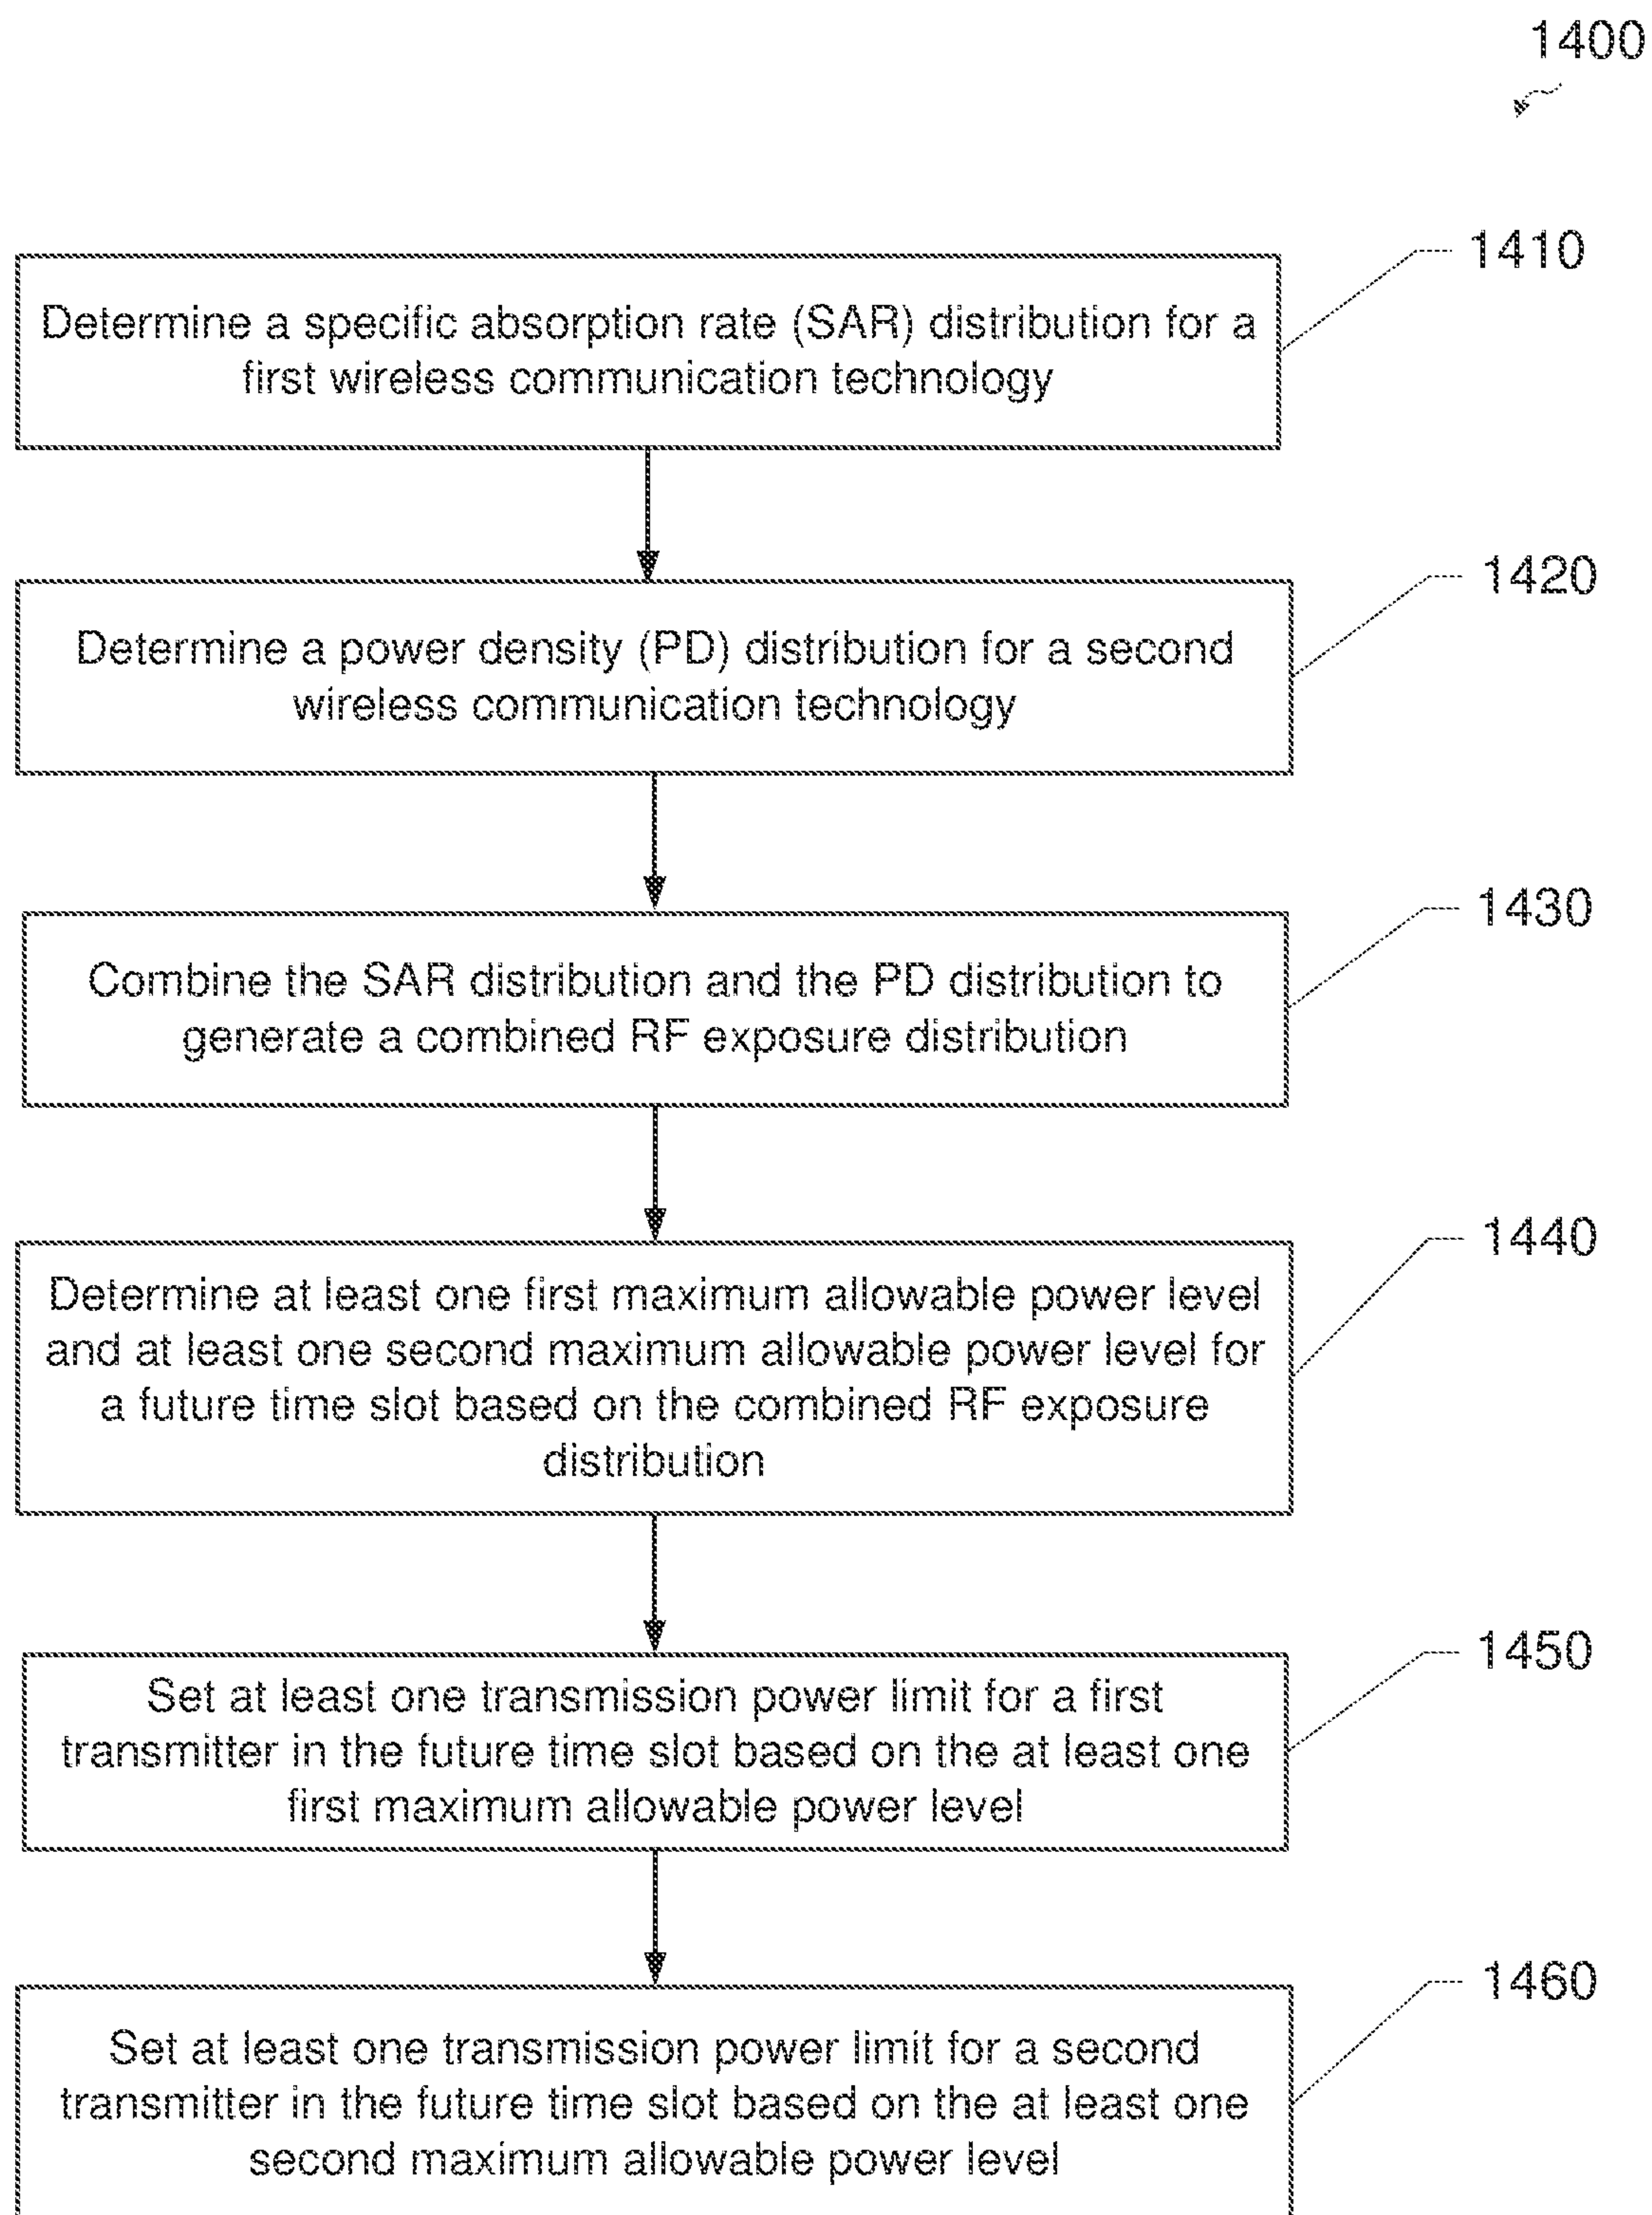 1400
1410
Determine a specific absorption rate (SAR) distribution for a
first wireless communication technology
1420
Determine a power density (PD) distribution for a second
wireless communication technology
1430
Combine the SAR distribution and the PD distribution to
generate a combined RF exposure distribution
1440
Determine at least one first maximum allowable power level
and at least one second maximum allowable power level for
a future time slot based on the combined RF exposure
distribution
1450
Set at least one transmission power limit for a first
transmitter in the future time slot based on the at least one
first maximum allowable power level
1460
Set at least one transmission power limit for a second
transmitter in the future time slot based on the at least one
second maximum allowable power level